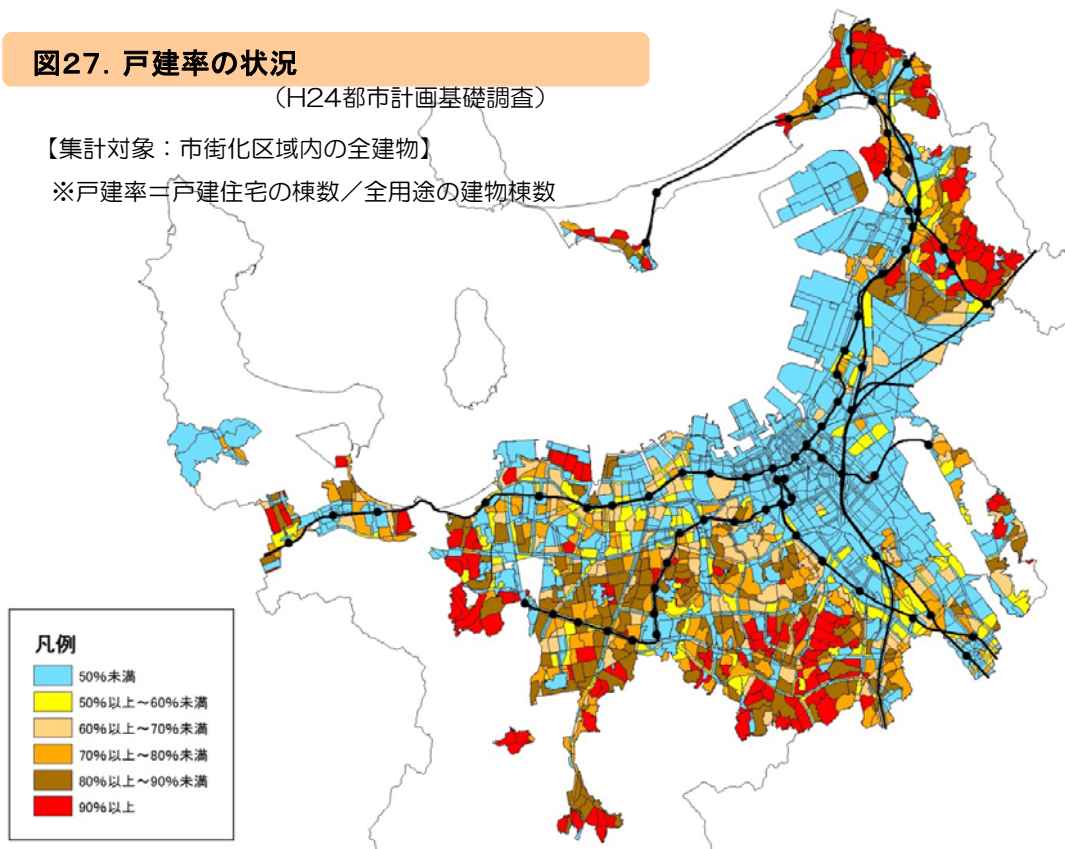 図27．戸建率の状況
（H24都市計画基礎調査）
【集計対象：市街化区域内の全建物】
※戸建率＝戸建住宅の棟数／全用途の建物棟数
凡例
50%未満
50%以上～60%未満
60%以上～70%未満
70%以上～80%未満
80%以上～90%未満
90%以上